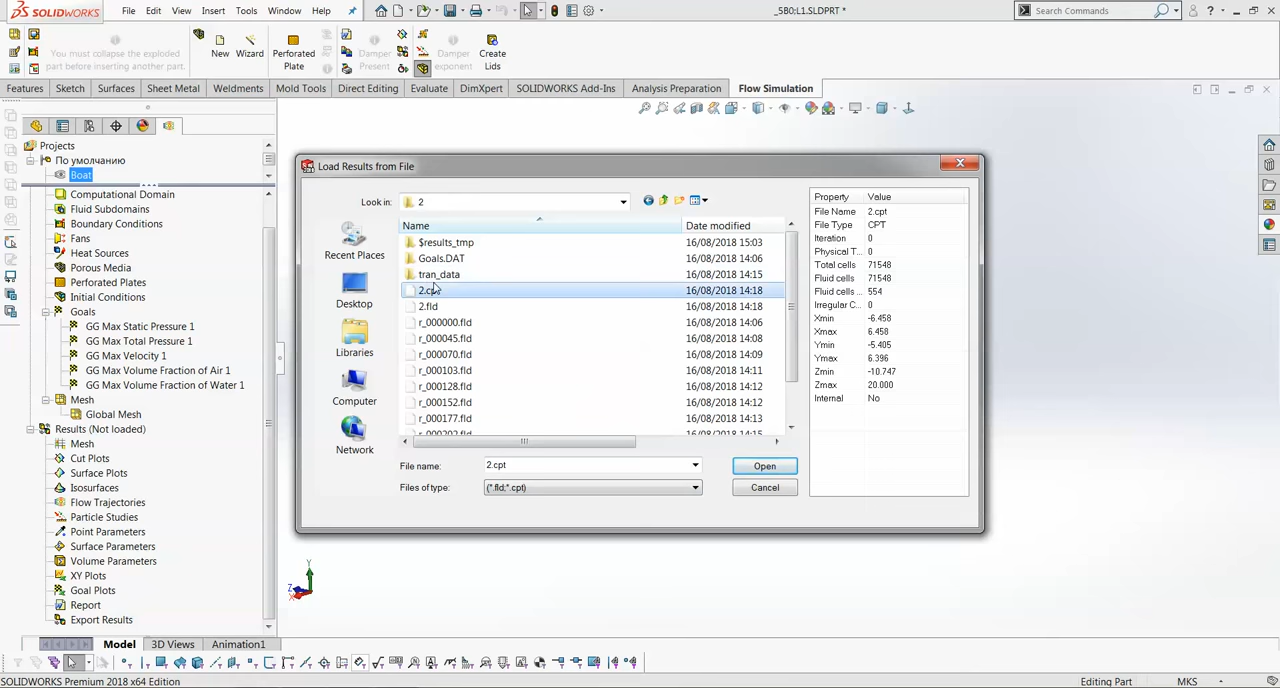 SOLIDWORKS File Edit View Insert Tools Window Help _5B0;L1.SLDPRT * Search Commands
You must collapse the exploded part before inserting another part.
New Wizard Perforated Plate Damper Present Damper exponent Create Lids
Features Sketch Surfaces Sheet Metal Weldments Mold Tools Direct Editing Evaluate DimXpert SOLIDWORKS Add-Ins Analysis Preparation Flow Simulation
Projects
По умолчанию
Boat
Computational Domain
Fluid Subdomains
Boundary Conditions
Fans
Heat Sources
Porous Media
Perforated Plates
Initial Conditions
Goals
GG Max Static Pressure 1
GG Max Total Pressure 1
GG Max Velocity 1
GG Max Volume Fraction of Air 1
GG Max Volume Fraction of Water 1
Mesh
Global Mesh
Results (Not loaded)
Mesh
Cut Plots
Surface Plots
Isosurfaces
Flow Trajectories
Particle Studies
Point Parameters
Surface Parameters
Volume Parameters
XY Plots
Goal Plots
Report
Export Results
Load Results from File
Look in: 2
Recent Places
Desktop
Libraries
Computer
Network
Name Date modified
$results_tmp 16/08/2018 15:03
Goals.DAT 16/08/2018 14:06
tran_data 16/08/2018 14:15
2.cpt 16/08/2018 14:18
2.fld 16/08/2018 14:18
r_000000.fld 16/08/2018 14:06
r_000045.fld 16/08/2018 14:08
r_000070.fld 16/08/2018 14:09
r_000103.fld 16/08/2018 14:11
r_000128.fld 16/08/2018 14:12
r_000152.fld 16/08/2018 14:12
r_000177.fld 16/08/2018 14:13
r_000202.fld 16/08/2018 14:15
File name: 2.cpt Open
Files of type: (*.fld;*.cpt) Cancel
Property Value
File Name 2.cpt
File Type CPT
Iteration 0
Physical T... 0
Total cells 71548
Fluid cells 71548
Fluid cells ... 554
Irregular C... 0
Xmin -6.458
Xmax 6.458
Ymin -5.405
Ymax 6.396
Zmin -10.747
Zmax 20.000
Internal No
Y
Z
X
Model 3D Views Animation1
SOLIDWORKS Premium 2018 x64 Edition Editing Part MKS